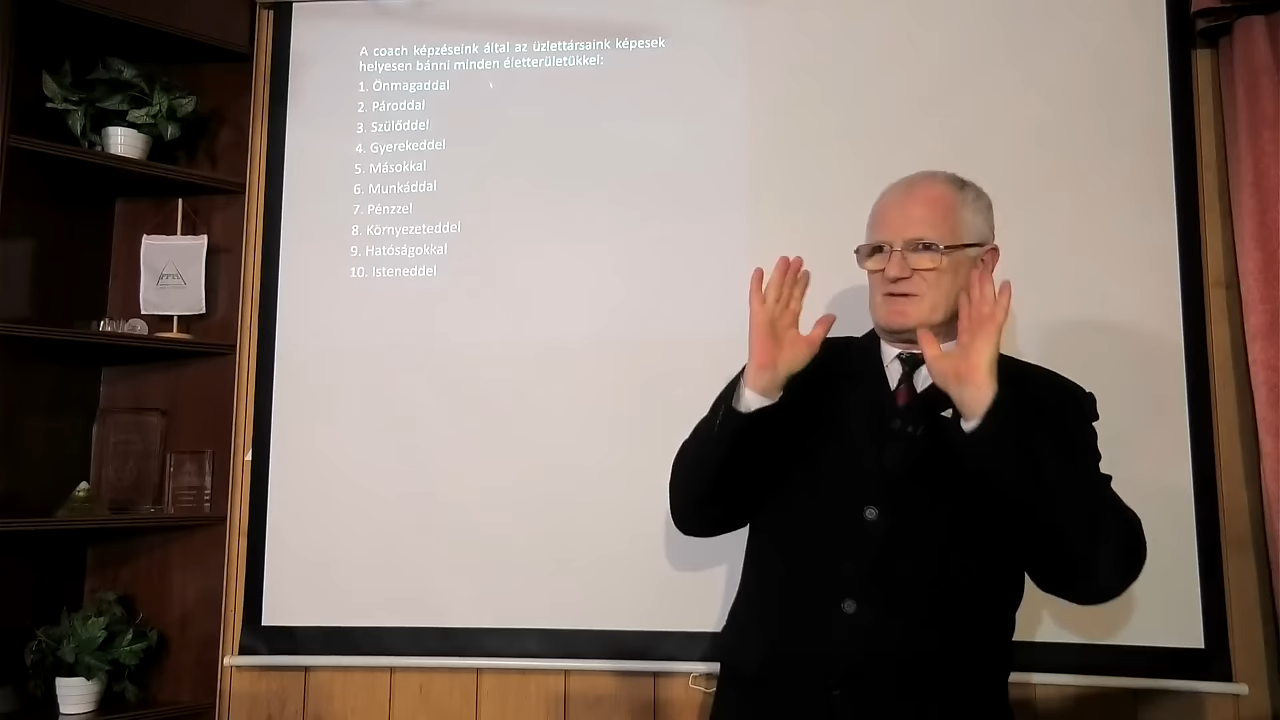 A coach képzéseink által az üzlettársaink képesek
helyesen bánni minden életterületükkel:
1. Önmagaddal
2. Pároddal
3. Szülőddel
4. Gyerekeddel
5. Másokkal
6. Munkáddal
7. Pénzzel
8. Környezeteddel
9. Hatóságokkal
10. Isteneddel